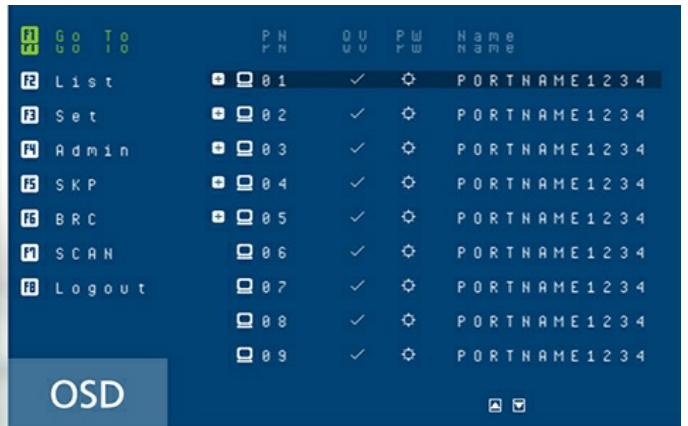 F1 Go To PN QV PW Name
F2 List 01 PORTNAME1234
F3 Set 02 PORTNAME1234
F4 Admin 03 PORTNAME1234
F5 SKP 04 PORTNAME1234
F6 BRC 05 PORTNAME1234
F7 SCAN 06 PORTNAME1234
F8 Logout 07 PORTNAME1234
08 PORTNAME1234
09 PORTNAME1234
OSD